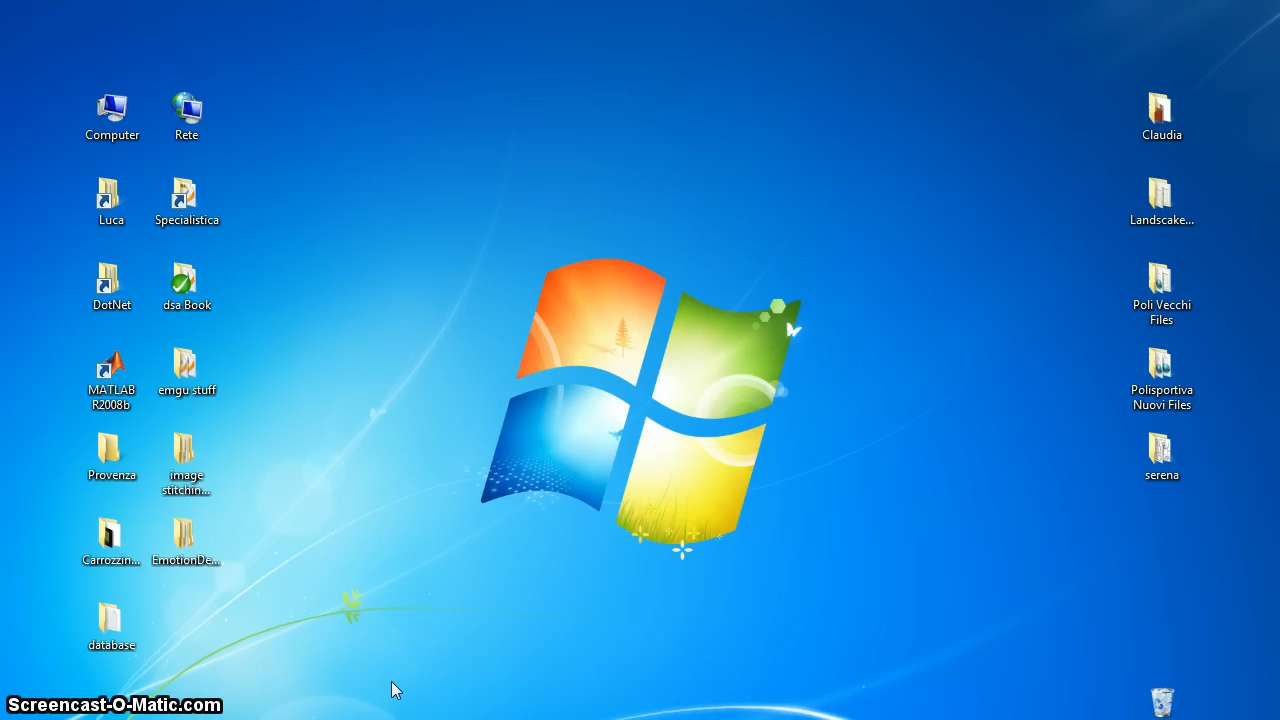 Computer
Rete
Claudia
Luca
Specialistica
Landscake...
DotNet
dsa Book
Poli Vecchi
Files
MATLAB
R2008b
emgu stuff
Polisportiva
Nuovi Files
Provenza
image
stitchin...
serena
Carrozzin...
EmotionDe...
database
Screencast-O-Matic.com